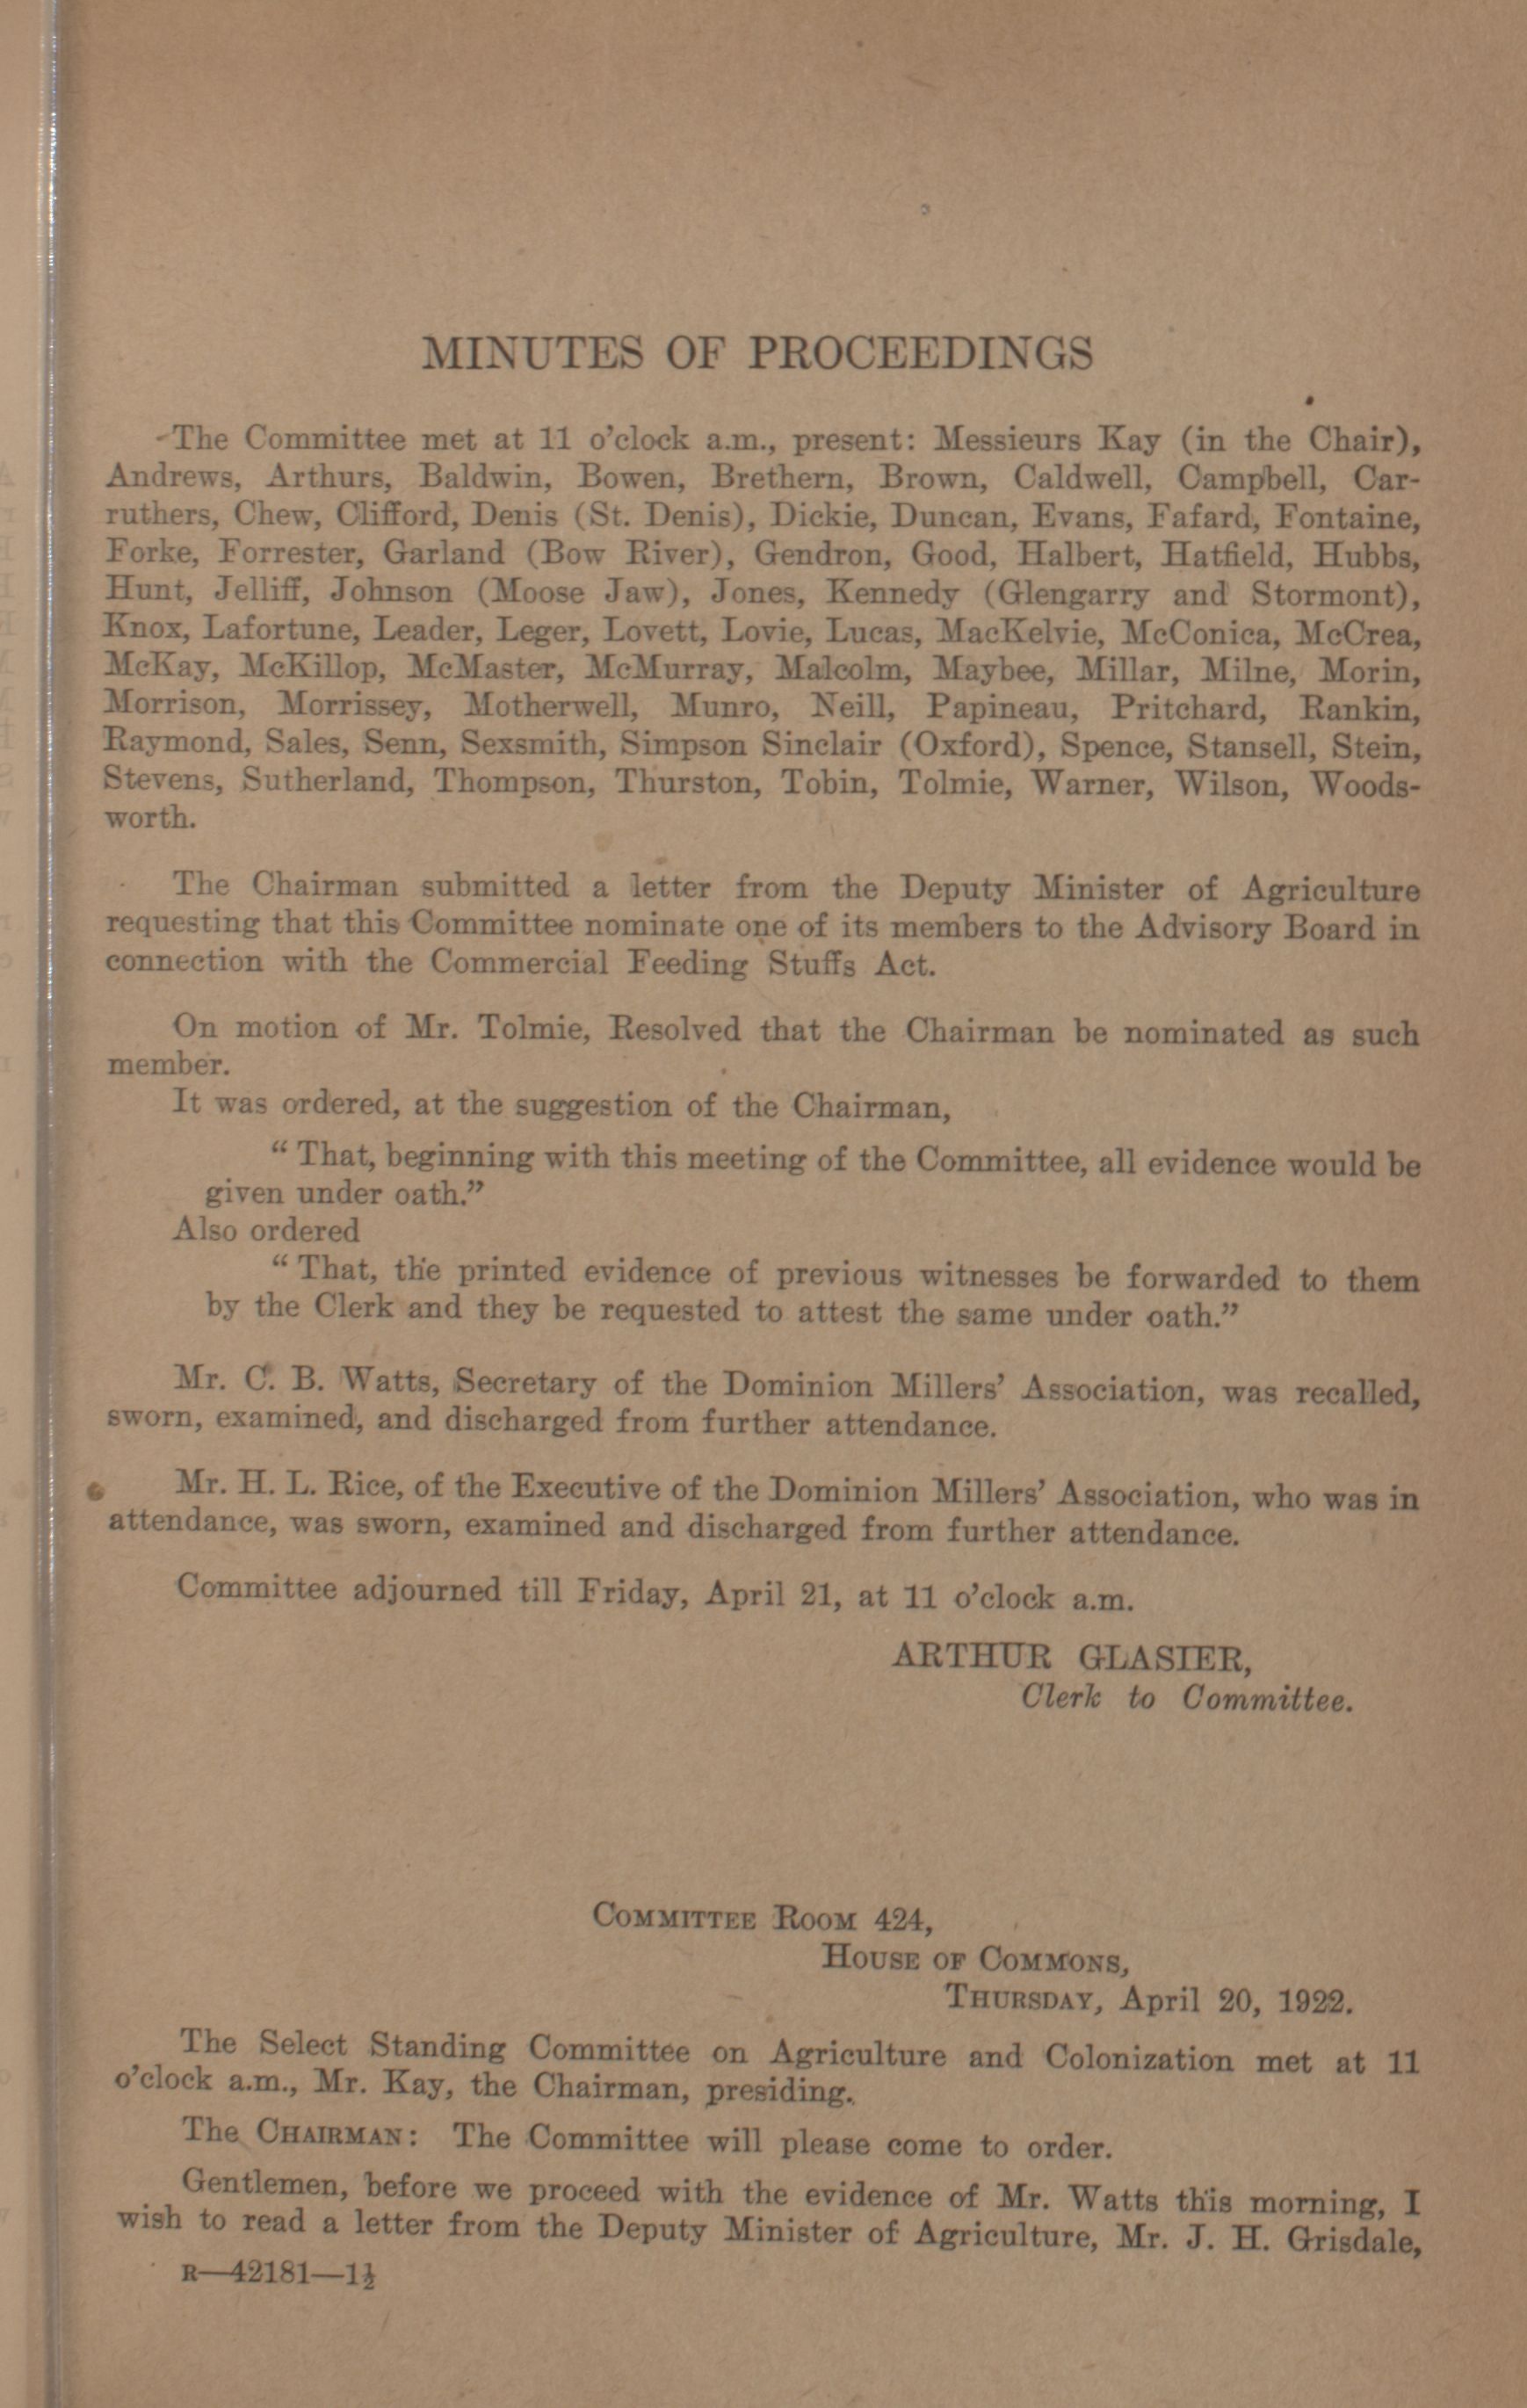 MINUTES OF PROCEEDINGS
The Committee met at 11 o'clock a.m., present: Messieurs Kay (in the Chair),
Andrews, Arthurs, Baldwin, Bowen, Brethern, Brown, Caldwell, Campbell, Car-
ruthers, Chew, Clifford, Denis (St. Denis), Dickie, Duncan, Evans, Fafard, Fontaine,
Forke, Forrester, Garland (Bow River), Gendron, Good, Halbert, Hatfield, Hubbs,
Hunt, Jelliff, Johnson (Moose Jaw), Jones, Kennedy (Glengarry and Stormont),
Knox, Lafortune, Leader, Leger, Lovett, Lovie, Lucas, MacKelvie, McConica, McCrea,
McKay, McKillop, McMaster, McMurray, Malcolm, Maybee, Millar, Milne, Morin,
Morrison, Morrissey, Motherwell, Munro, Neill, Papineau, Pritchard, Rankin,
Raymond, Sales, Senn, Sexsmith, Simpson Sinclair (Oxford), Spence, Stansell, Stein,
Stevens, Sutherland, Thompson, Thurston, Tobin, Tolmie, Warner, Wilson, Woods-
worth.
The Chairman submitted a letter from the Deputy Minister of Agriculture
requesting that this Committee nominate one of its members to the Advisory Board in
connection with the Commercial Feeding Stuffs Act.
On motion of Mr. Tolmie, Resolved that the Chairman be nominated as such
member.
It was ordered, at the suggestion of the Chairman,
"That, beginning with this meeting of the Committee, all evidence would be
given under oath."
Also ordered
"That, the printed evidence of previous witnesses be forwarded to them
by the Clerk and they be requested to attest the same under oath."
Mr. C. B. Watts, Secretary of the Dominion Millers' Association, was recalled,
sworn, examined, and discharged from further attendance.
Mr. H. L. Rice, of the Executive of the Dominion Millers' Association, who was in
attendance, was sworn, examined and discharged from further attendance.
Committee adjourned till Friday, April 21, at 11 o'clock a.m.
ARTHUR GLASIER,
Clerk to Committee.
COMMITTEE ROOM 424,
HOUSE OF COMMONS,
THURSDAY, April 20, 1922.
The Select Standing Committee on Agriculture and Colonization met at 11
o'clock a.m., Mr. Kay, the Chairman, presiding.
The CHAIRMAN: The Committee will please come to order.
Gentlemen, before we proceed with the evidence of Mr. Watts this morning, I
wish to read a letter from the Deputy Minister of Agriculture, Mr. J. H. Grisdale,
R—42181—1½